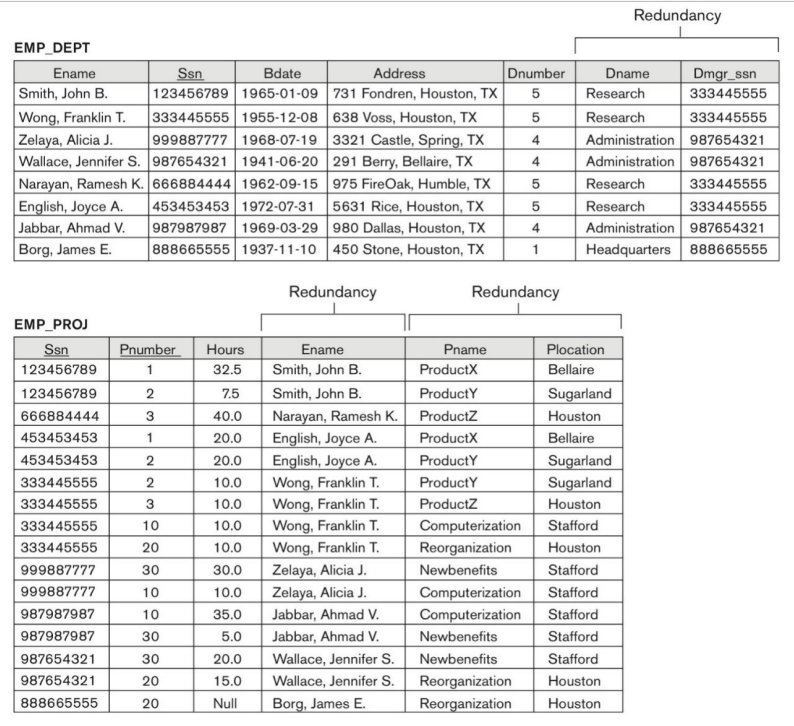 Redundancy
EMP_DEPT
Ename Ssn Bdate Address Dnumber Dname Dmgr_ssn
Smith, John B. 123456789 1965-01-09 731 Fondren, Houston, TX 5 Research 333445555
Wong, Franklin T. 333445555 1955-12-08 638 Voss, Houston, TX 5 Research 333445555
Zelaya, Alicia J. 999887777 1968-07-19 3321 Castle, Spring, TX 4 Administration 987654321
Wallace, Jennifer S. 987654321 1941-06-20 291 Berry, Bellaire, TX 4 Administration 987654321
Narayan, Ramesh K. 666884444 1962-09-15 975 FireOak, Humble, TX 5 Research 333445555
English, Joyce A. 453453453 1972-07-31 5631 Rice, Houston, TX 5 Research 333445555
Jabbar, Ahmad V. 987987987 1969-03-29 980 Dallas, Houston, TX 4 Administration 987654321
Borg, James E. 888665555 1937-11-10 450 Stone, Houston, TX 1 Headquarters 888665555
Redundancy Redundancy
EMP_PROJ
Ssn Pnumber Hours Ename Pname Plocation
123456789 1 32.5 Smith, John B. ProductX Bellaire
123456789 2 7.5 Smith, John B. ProductY Sugarland
666884444 3 40.0 Narayan, Ramesh K. ProductZ Houston
453453453 1 20.0 English, Joyce A. ProductX Bellaire
453453453 2 20.0 English, Joyce A. ProductY Sugarland
333445555 2 10.0 Wong, Franklin T. ProductY Sugarland
333445555 3 10.0 Wong, Franklin T. ProductZ Houston
333445555 10 10.0 Wong, Franklin T. Computerization Stafford
333445555 20 10.0 Wong, Franklin T. Reorganization Houston
999887777 30 30.0 Zelaya, Alicia J. Newbenefits Stafford
999887777 10 10.0 Zelaya, Alicia J. Computerization Stafford
987987987 10 35.0 Jabbar, Ahmad V. Computerization Stafford
987987987 30 5.0 Jabbar, Ahmad V. Newbenefits Stafford
987654321 30 20.0 Wallace, Jennifer S. Newbenefits Stafford
987654321 20 15.0 Wallace, Jennifer S. Reorganization Houston
888665555 20 Null Borg, James E. Reorganization Houston